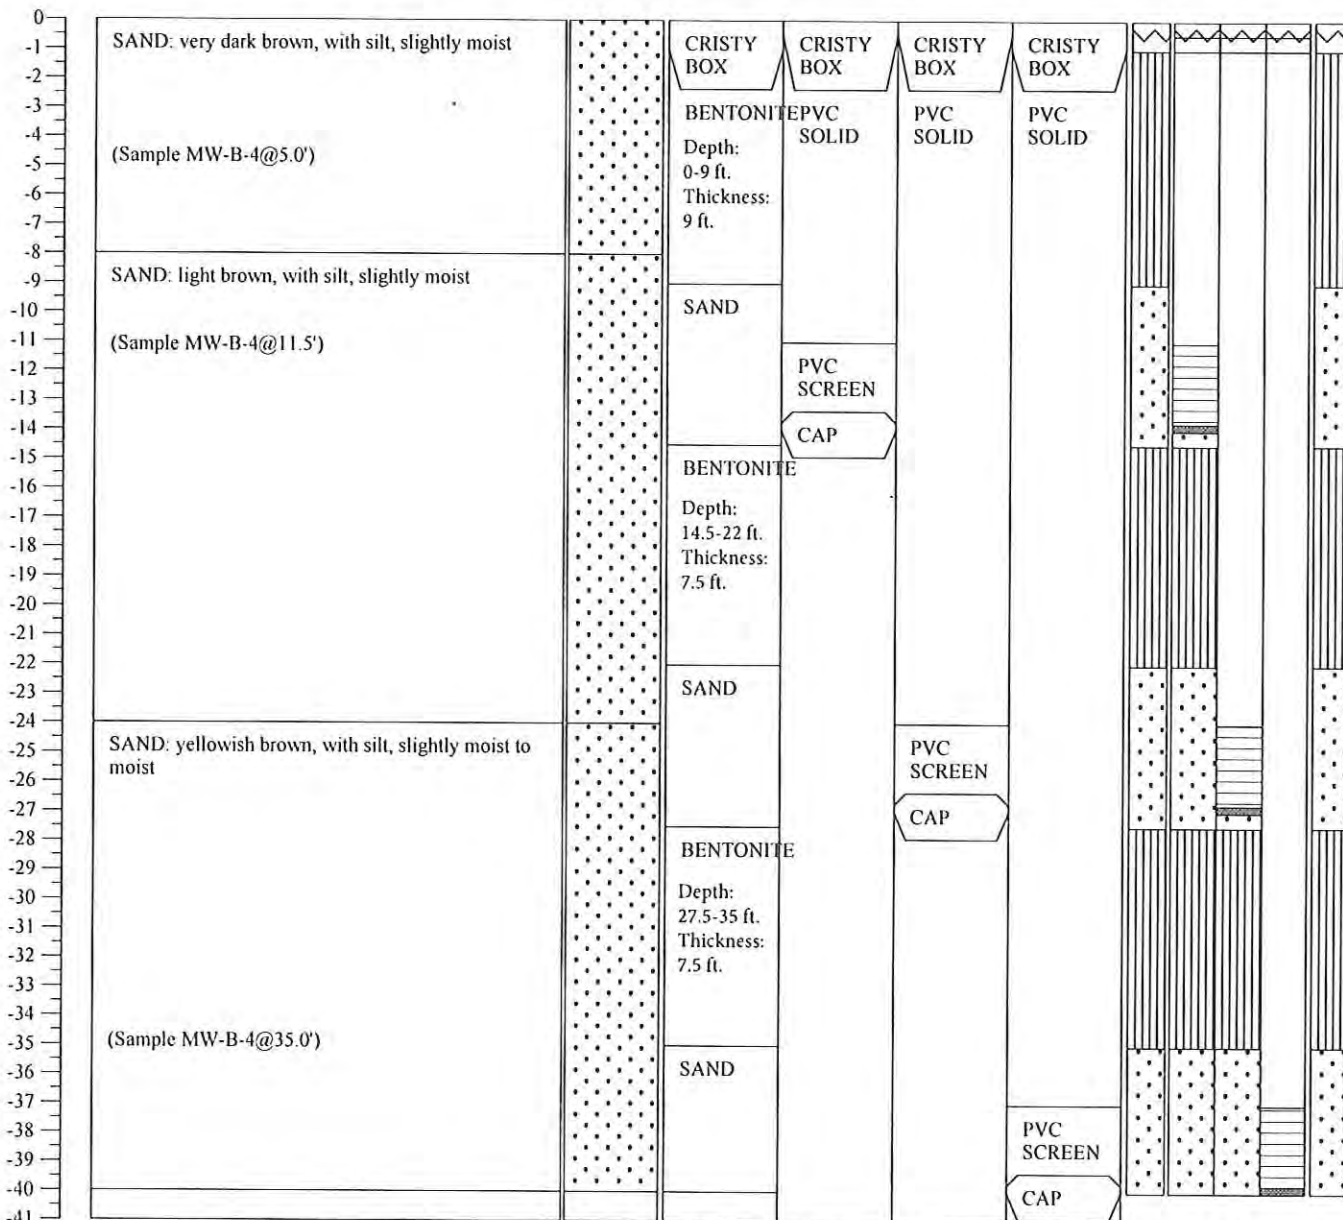 0
-1
-2
-3
-4
-5
-6
-7
-8
-9
-10
-11
-12
-13
-14
-15
-16
-17
-18
-19
-20
-21
-22
-23
-24
-25
-26
-27
-28
-29
-30
-31
-32
-33
-34
-35
-36
-37
-38
-39
-40
-41
SAND: very dark brown, with silt, slightly moist
(Sample MW-B-4@5.0')
SAND: light brown, with silt, slightly moist
(Sample MW-B-4@11.5')
SAND: yellowish brown, with silt, slightly moist to
moist
(Sample MW-B-4@35.0')
CRISTY
BOX
BENTONITE
Depth:
0-9 ft.
Thickness:
9 ft.
SAND
BENTONITE
Depth:
14.5-22 ft.
Thickness:
7.5 ft.
SAND
BENTONITE
Depth:
27.5-35 ft.
Thickness:
7.5 ft.
SAND
CRISTY
BOX
PVC
SOLID
PVC
SCREEN
CAP
CRISTY
BOX
PVC
SOLID
PVC
SCREEN
CAP
CRISTY
BOX
PVC
SOLID
PVC
SCREEN
CAP